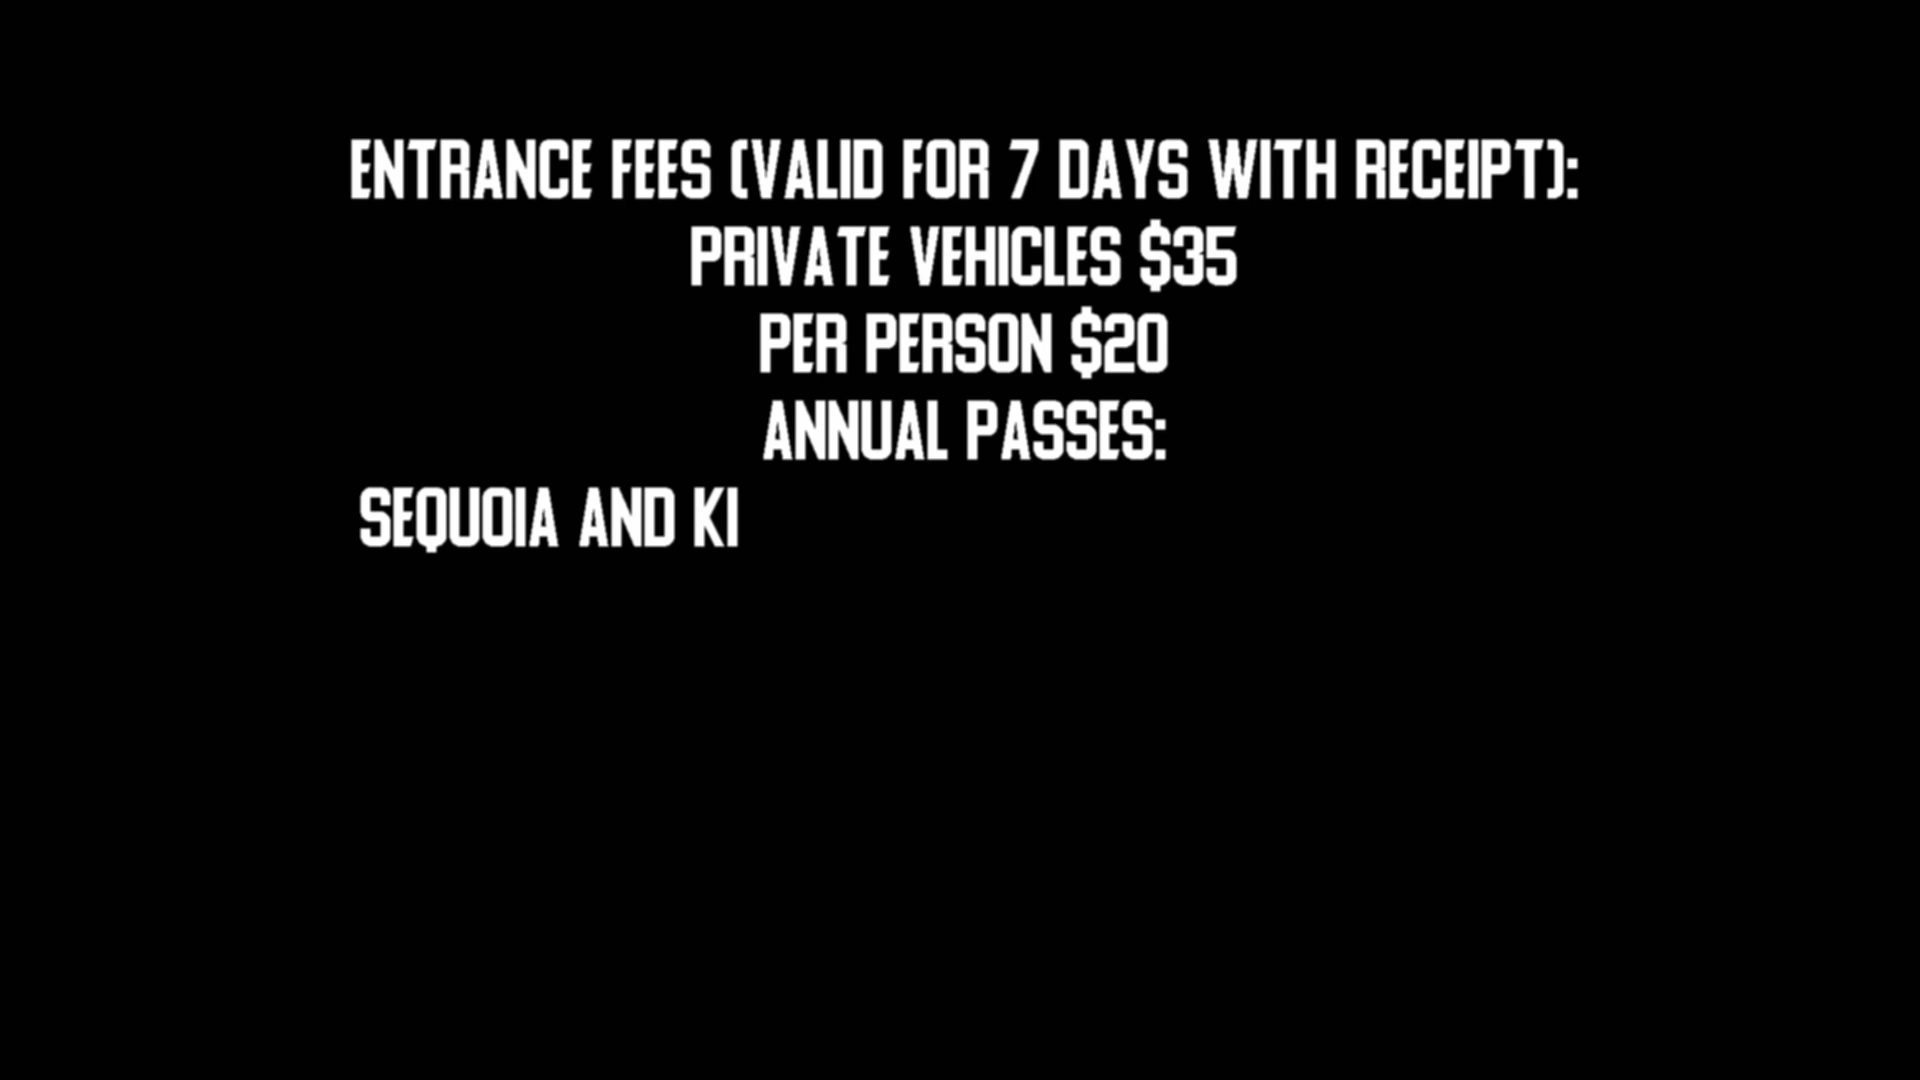 ENTRANCE FEES (VALID FOR 7 DAYS WITH RECEIPT):
PRIVATE VEHICLES $35
PER PERSON $20
ANNUAL PASSES:
SEQUOIA AND KI